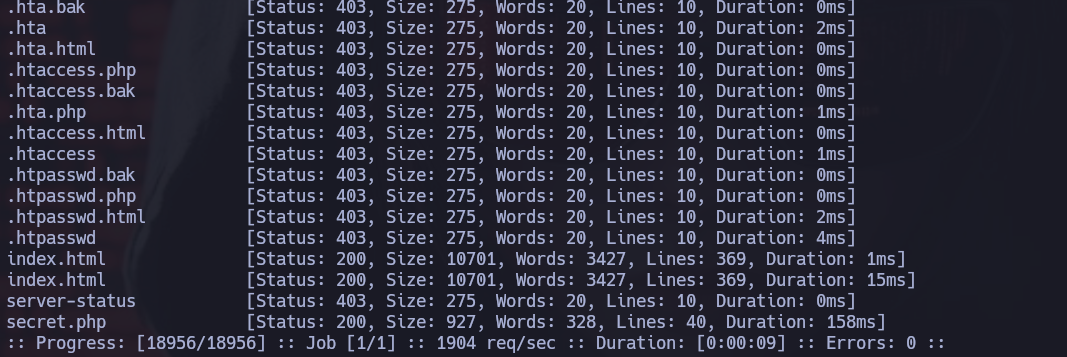 .hta.bak                [Status: 403, Size: 275, Words: 20, Lines: 10, Duration: 0ms]
.hta                    [Status: 403, Size: 275, Words: 20, Lines: 10, Duration: 2ms]
.hta.html               [Status: 403, Size: 275, Words: 20, Lines: 10, Duration: 0ms]
.htaccess.php           [Status: 403, Size: 275, Words: 20, Lines: 10, Duration: 0ms]
.htaccess.bak           [Status: 403, Size: 275, Words: 20, Lines: 10, Duration: 0ms]
.hta.php                [Status: 403, Size: 275, Words: 20, Lines: 10, Duration: 1ms]
.htaccess.html          [Status: 403, Size: 275, Words: 20, Lines: 10, Duration: 0ms]
.htaccess               [Status: 403, Size: 275, Words: 20, Lines: 10, Duration: 1ms]
.htpasswd.bak           [Status: 403, Size: 275, Words: 20, Lines: 10, Duration: 0ms]
.htpasswd.php           [Status: 403, Size: 275, Words: 20, Lines: 10, Duration: 0ms]
.htpasswd.html          [Status: 403, Size: 275, Words: 20, Lines: 10, Duration: 2ms]
.htpasswd               [Status: 403, Size: 275, Words: 20, Lines: 10, Duration: 4ms]
index.html              [Status: 200, Size: 10701, Words: 3427, Lines: 369, Duration: 1ms]
index.html              [Status: 200, Size: 10701, Words: 3427, Lines: 369, Duration: 15ms]
server-status           [Status: 403, Size: 275, Words: 20, Lines: 10, Duration: 0ms]
secret.php              [Status: 200, Size: 927, Words: 328, Lines: 40, Duration: 158ms]
:: Progress: [18956/18956] :: Job [1/1] :: 1904 req/sec :: Duration: [0:00:09] :: Errors: 0 ::